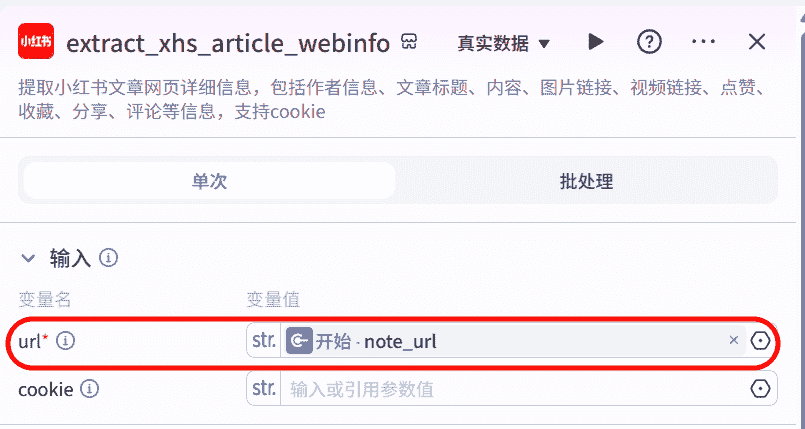 小红书 extract_xhs_article_webinfo 真实数据
提取小红书文章网页详细信息，包括作者信息、文章标题、内容、图片链接、视频链接、点赞、
收藏、分享、评论等信息，支持cookie
单次 批处理
输入
变量名 变量值
url* str. 开始 · note_url
cookie str. 输入或引用参数值